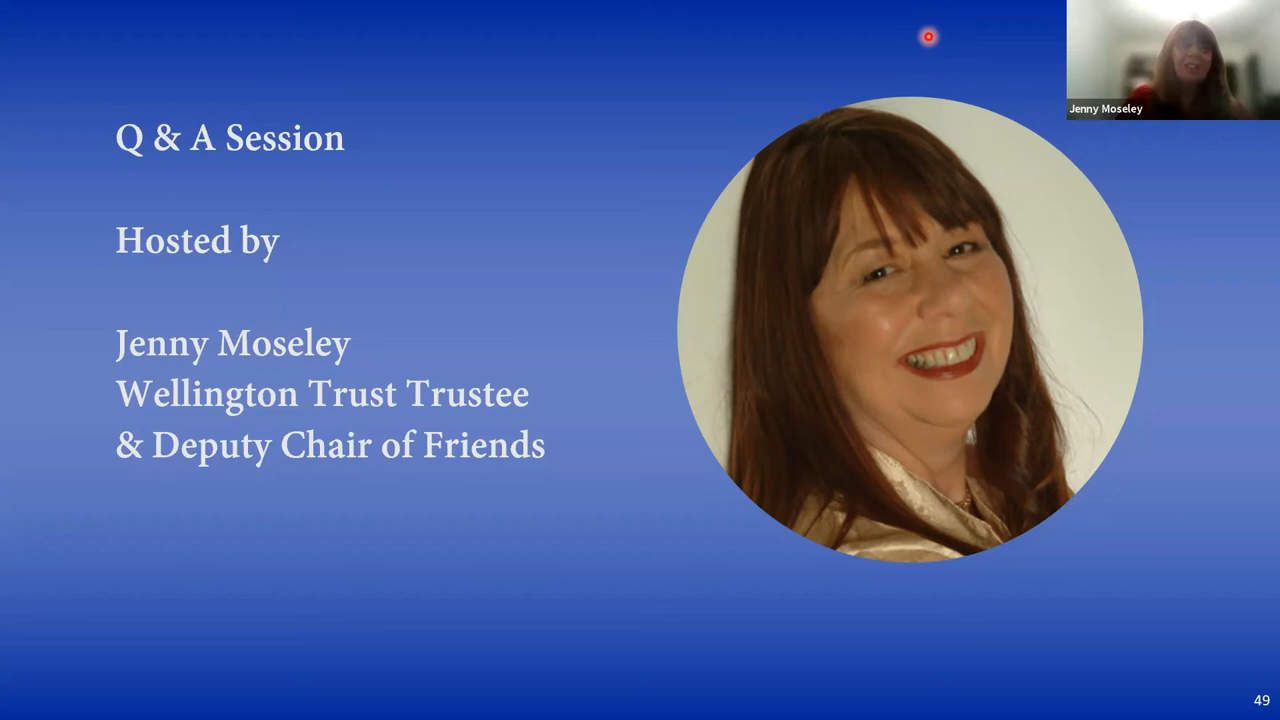 Q & A Session
Hosted by
Jenny Moseley
Wellington Trust Trustee
& Deputy Chair of Friends
Jenny Moseley
49